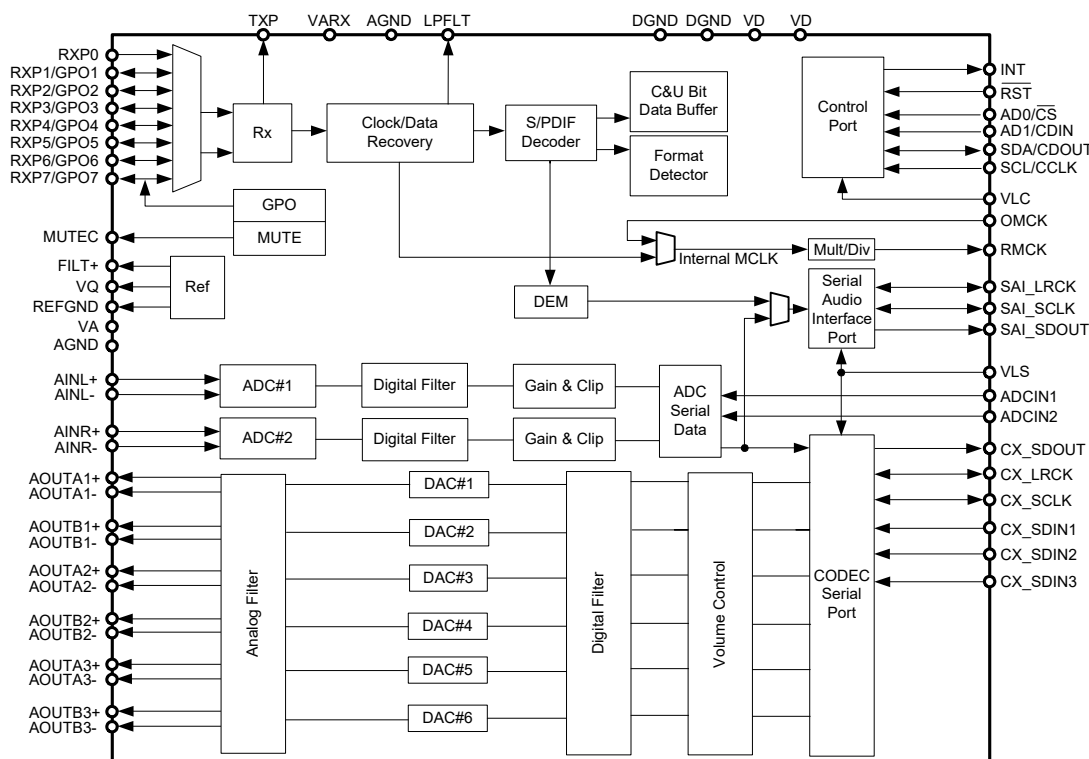 TXP
VARX
AGND
LPFLT
DGND
DGND
VD
VD
RXP0
RXP1/GPO1
RXP2/GPO2
RXP3/GPO3
RXP4/GPO4
RXP5/GPO5
RXP6/GPO6
RXP7/GPO7
Rx
Clock/Data
Recovery
S/PDIF
Decoder
C&U Bit
Data Buffer
Format
Detector
Control
Port
INT
RST
AD0/CS
AD1/CDIN
SDA/CDOUT
SCL/CCLK
VLC
OMCK
RMCK
GPO
MUTE
MUTEC
FILT+
VQ
REFGND
VA
AGND
Ref
Internal MCLK
Mult/Div
DEM
Serial
Audio
Interface
Port
SAI_LRCK
SAI_SCLK
SAI_SDOUT
VLS
ADCIN1
ADCIN2
AINL+
AINL-
AINR+
AINR-
ADC#1
Digital Filter
Gain & Clip
ADC#2
Digital Filter
Gain & Clip
ADC
Serial
Data
CX_SDOUT
CX_LRCK
CX_SCLK
CX_SDIN1
CX_SDIN2
CX_SDIN3
AOUTA1+
AOUTA1-
AOUTB1+
AOUTB1-
AOUTA2+
AOUTA2-
AOUTB2+
AOUTB2-
AOUTA3+
AOUTA3-
AOUTB3+
AOUTB3-
Analog Filter
DAC#1
DAC#2
DAC#3
DAC#4
DAC#5
DAC#6
Digital Filter
Volume Control
CODEC
Serial
Port